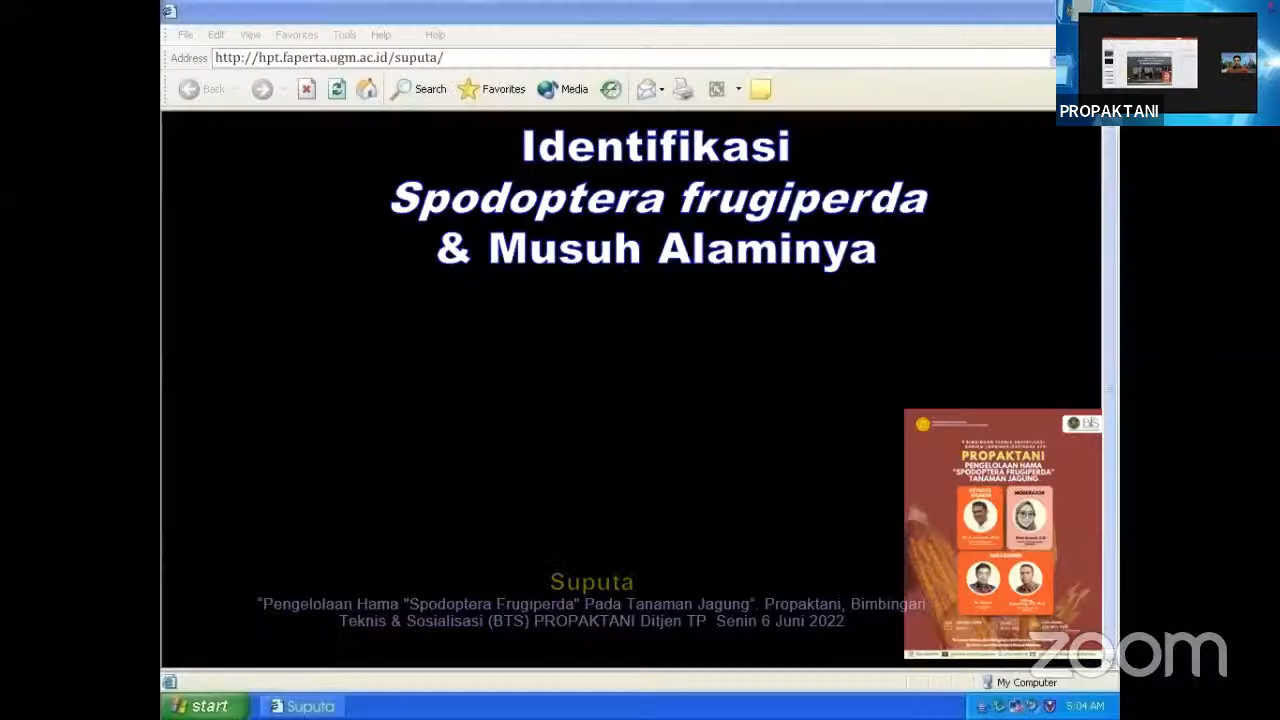 File Edit View Favorites Tools Help Help
Address http://hpt.faperta.ugm.ac.id/suputa/
Back Search Favorites Media
PROPAKTANI
Identifikasi
Spodoptera frugiperda
& Musuh Alaminya
BTS
PROPAKTANI
PENGELOLAAN HAMA
"SPODOPTERA FRUGIPERDA"
TANAMAN JAGUNG
MODERATOR
Suputa
"Pengelolaan Hama "Spodoptera Frugiperda" Pada Tanaman Jagung". Propaktani, Bimbingan
Teknis & Sosialisasi (BTS) PROPAKTANI Ditjen TP Senin 6 Juni 2022
zoom
My Computer
start Suputa 5:04 AM